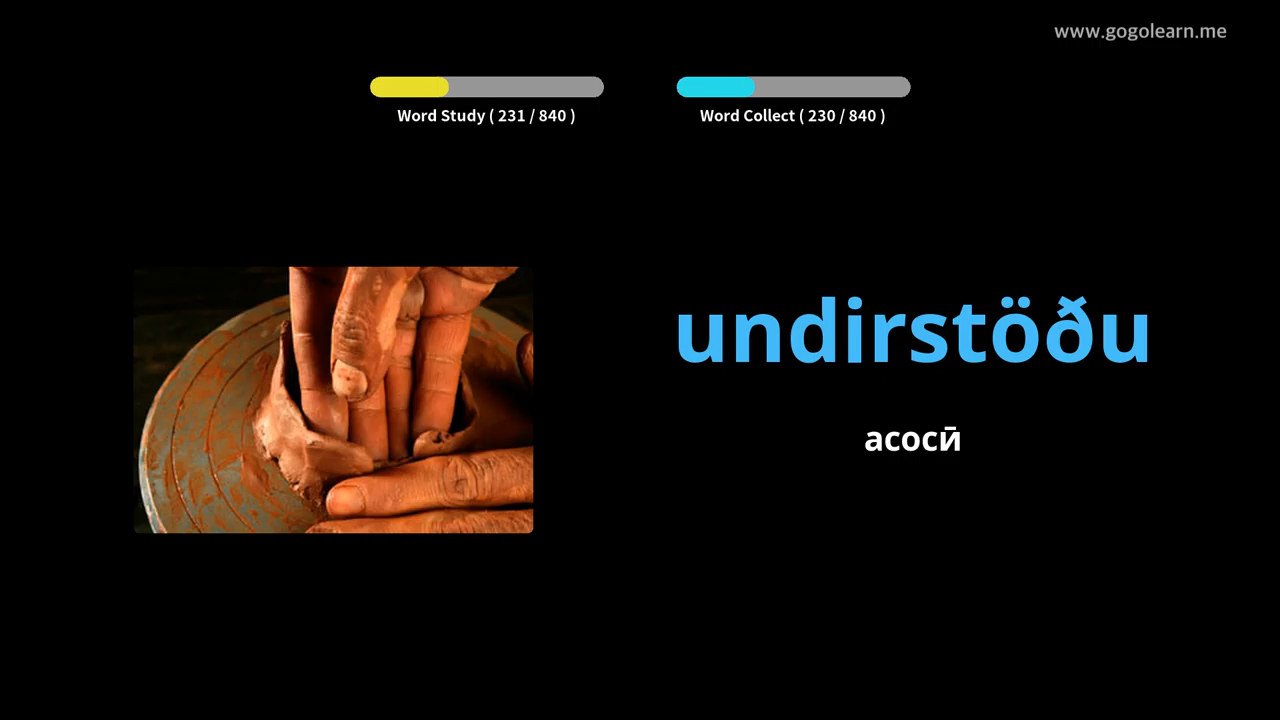 www.gogolearn.me
Word Study ( 231 / 840 )
Word Collect ( 230 / 840 )
undirstöðu
асосӣ